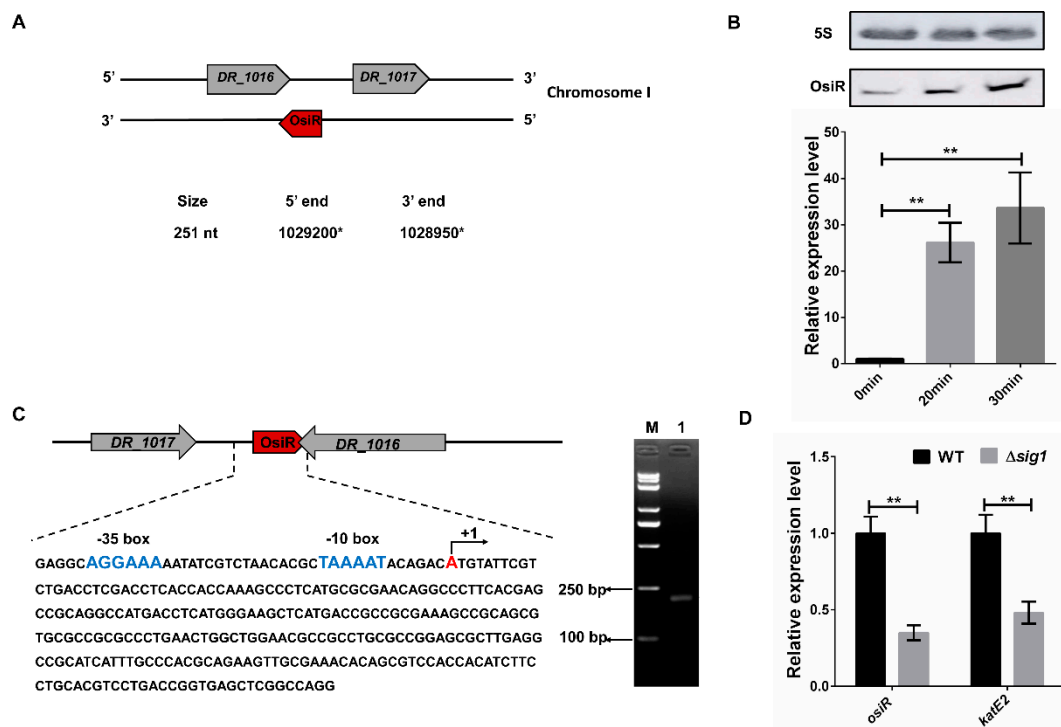 A
5’ DR_1016 DR_1017 3’
Chromosome I
3’ OsiR 5’
Size 5’ end 3’ end
251 nt 1029200* 1028950*
B
5S
OsiR
Relative expression level
50
40
30
20
10
0
**
**
0min 20min 30min
C
DR_1017 OsiR DR_1016
-35 box -10 box +1
GAGGCAGGAAAAATATCGTCTAACACGCTAAAATACAGACATGTATTCGT
CTGACCTCGACCTCACCACCAAAGCCCTCATGCGCGAACAGGCCCTTCACGAG
CCGCAGGCCATGACCTCATGGGAAGCTCATGACCGCCGCGAAAGCCGCAGCG
TGCGCCGCGCCCTGAACTGGCTGGAACGCCGCCTGCGCCGGAGCGCTTGAGG
CCGCATCATTTGCCCACGCAGAAGTTGCGAAACACAGCGTCCACCACATCTTC
CTGCACGTCCTGACCGGTGAGCTCGGCCAGG
M 1
250 bp
100 bp
D
Relative expression level
1.5
1.0
0.5
0.0
WT Δsig1
**
**
osiR katE2